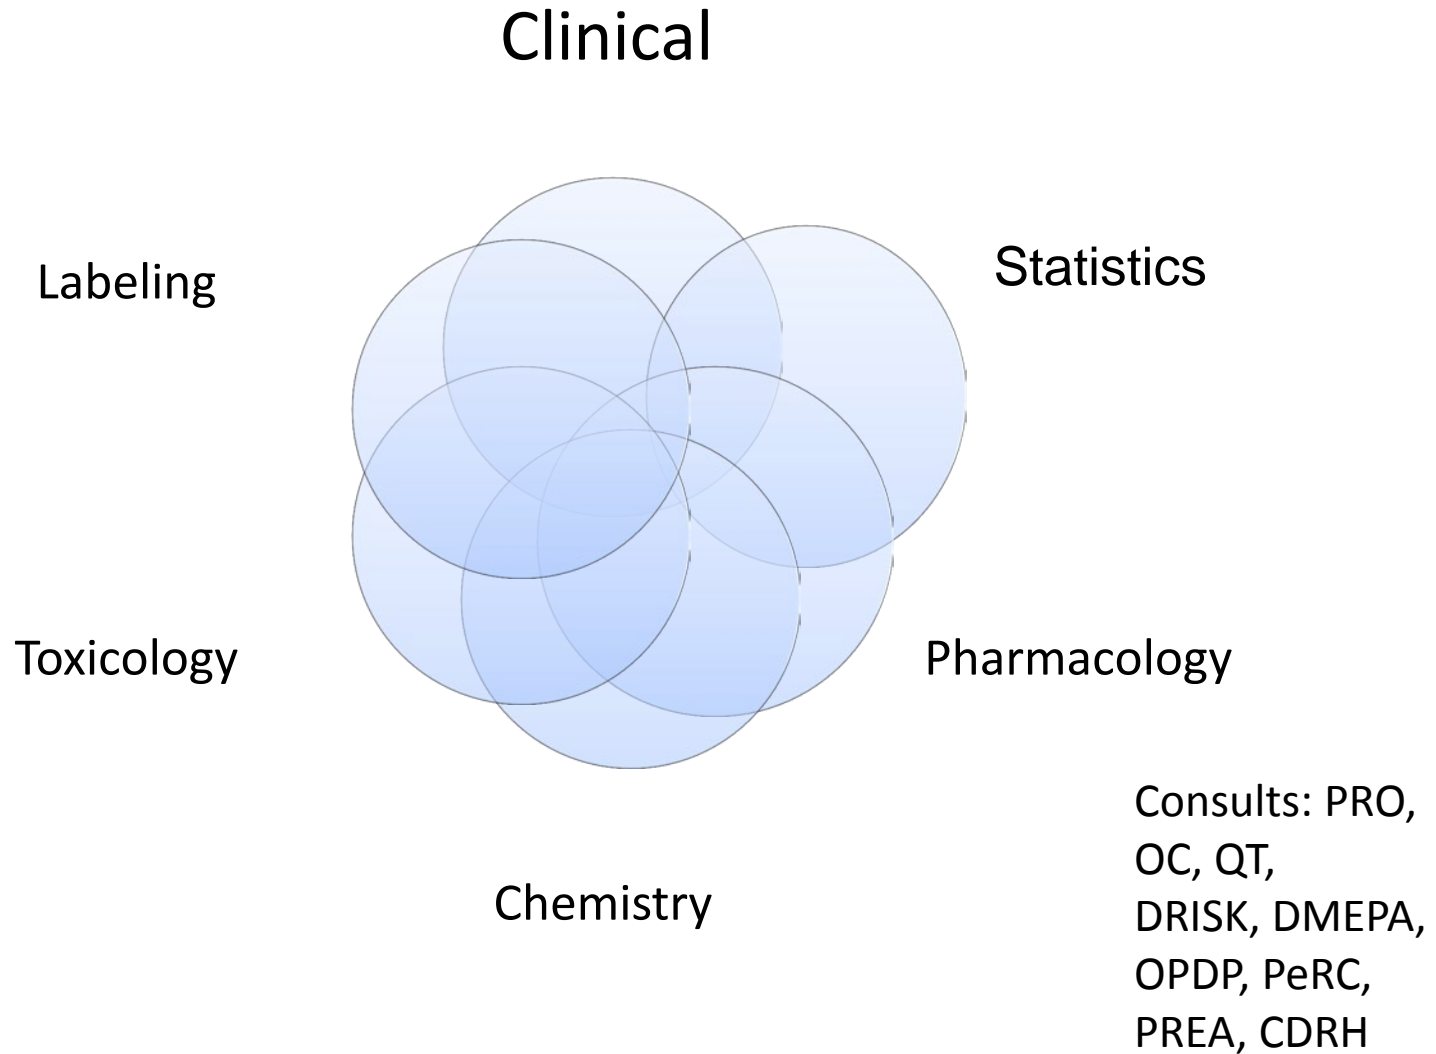 Clinical
Labeling
Statistics
Toxicology
Pharmacology
Chemistry
Consults: PRO,
OC, QT,
DRISK, DMEPA,
OPDP, PeRC,
PREA, CDRH